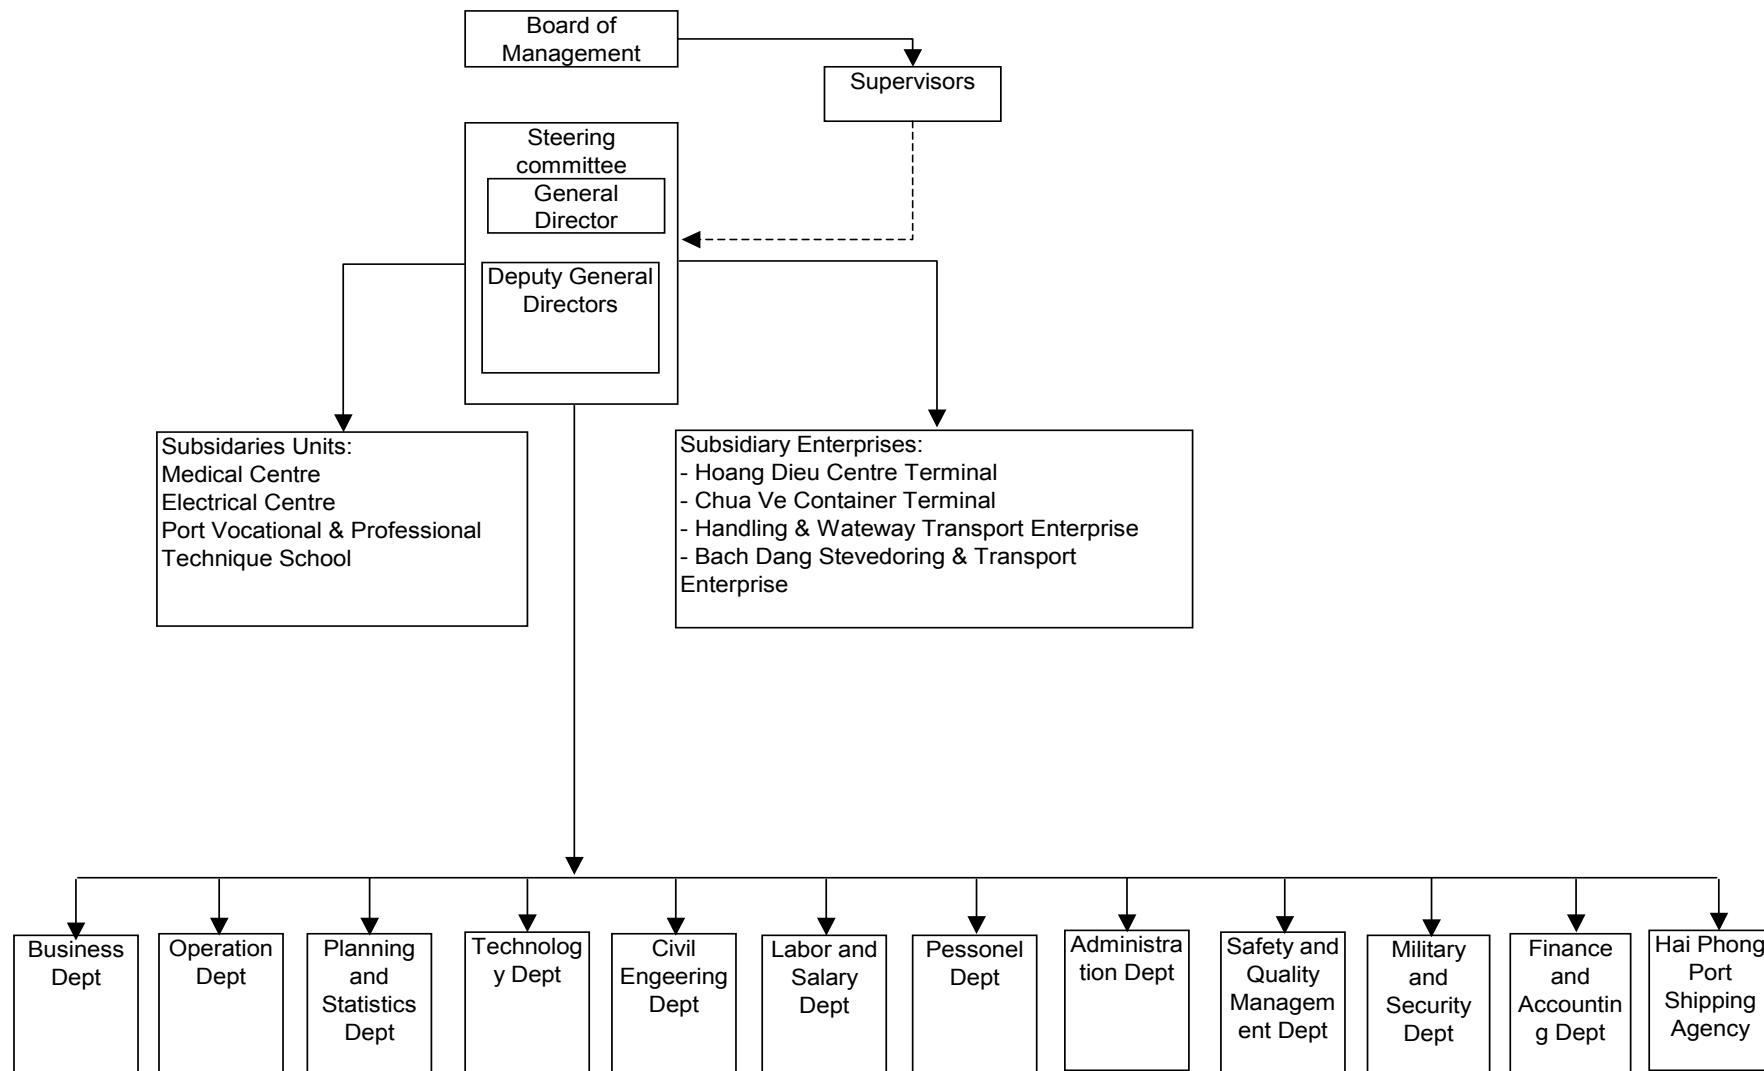 Board of
Management
Supervisors
Steering
committee
General
Director
Deputy General
Directors
Subsidaries Units:
Medical Centre
Electrical Centre
Port Vocational & Professional
Technique School
Subsidiary Enterprises:
- Hoang Dieu Centre Terminal
- Chua Ve Container Terminal
- Handling & Wateway Transport Enterprise
- Bach Dang Stevedoring & Transport
Enterprise
Business
Dept
Operation
Dept
Planning
and
Statistics
Dept
Technolog
y Dept
Civil
Engeering
Dept
Labor and
Salary
Dept
Pessonel
Dept
Administra
tion Dept
Safety and
Quality
Managem
ent Dept
Military
and
Security
Dept
Finance
and
Accountin
g Dept
Hai Phong
Port
Shipping
Agency